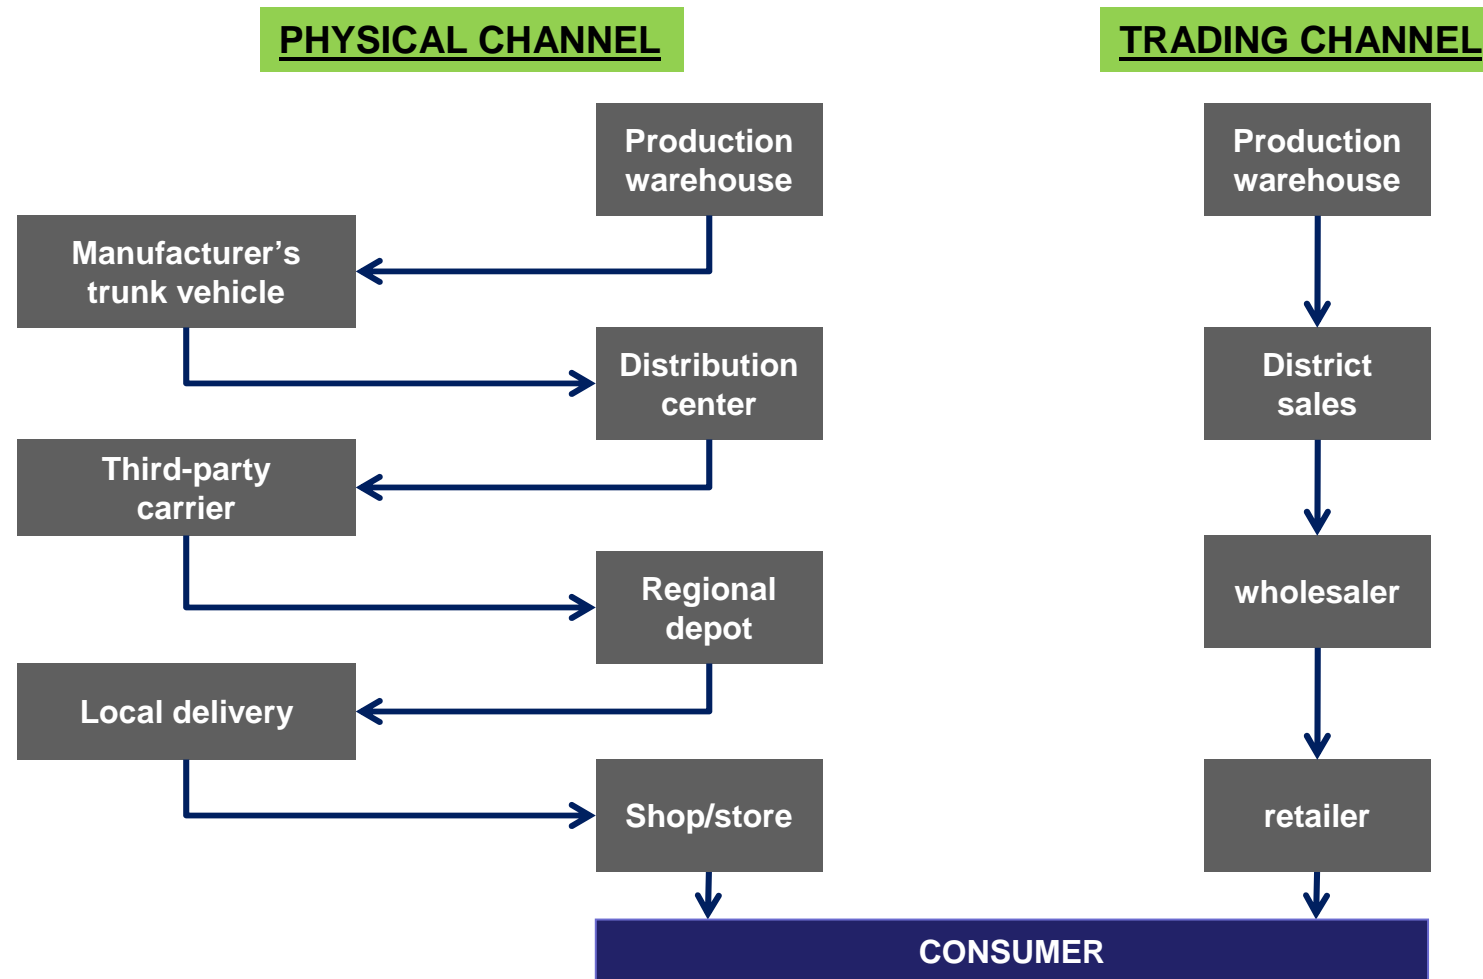 PHYSICAL CHANNEL
TRADING CHANNEL
Production
warehouse
Production
warehouse
Manufacturer’s
trunk vehicle
Distribution
center
District
sales
Third-party
carrier
Regional
depot
wholesaler
Local delivery
Shop/store
retailer
CONSUMER